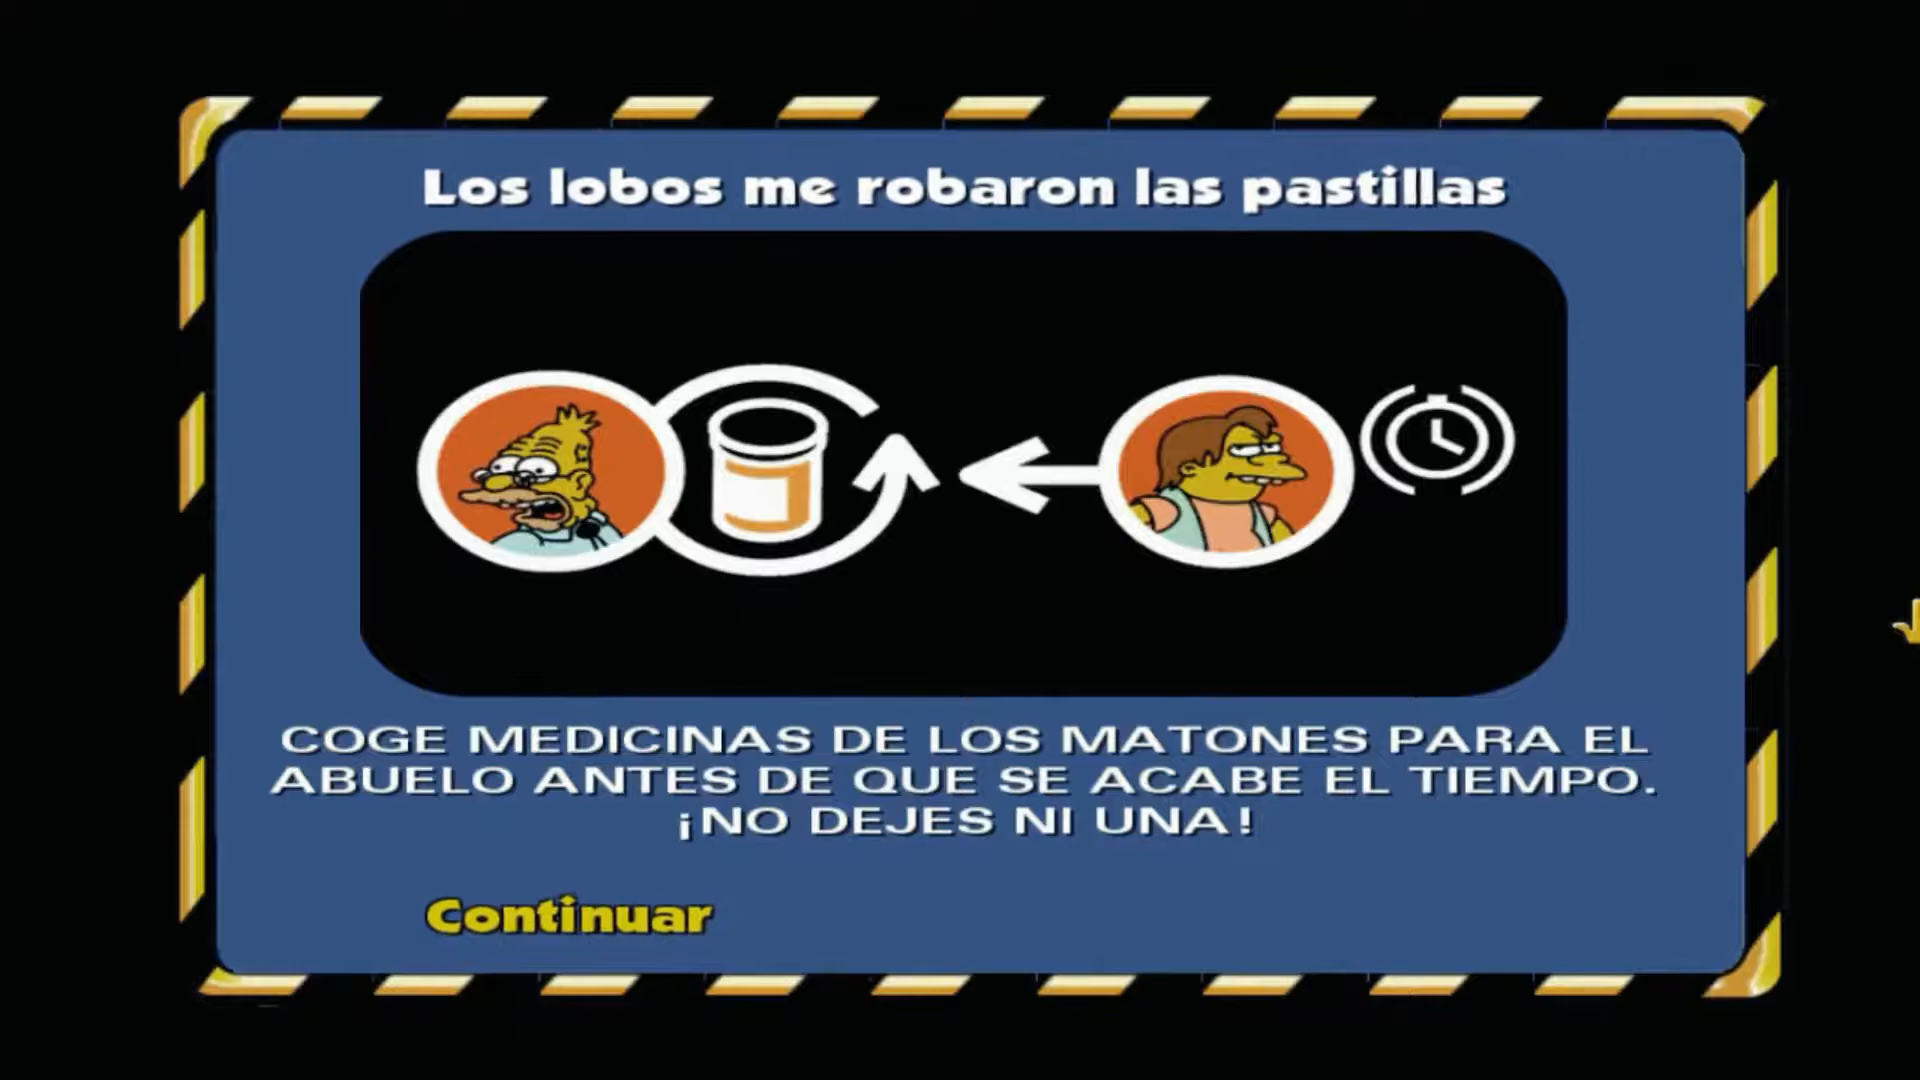 Los lobos me robaron las pastillas
COGE MEDICINAS DE LOS MATONES PARA EL
ABUELO ANTES DE QUE SE ACABE EL TIEMPO.
¡NO DEJES NI UNA!
Continuar